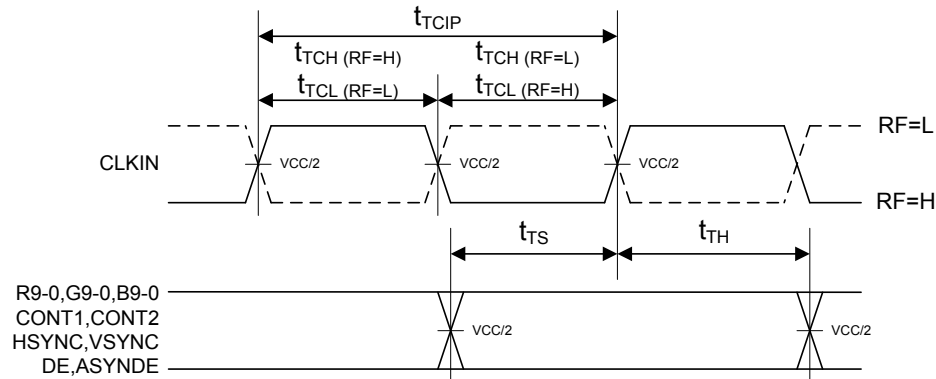 tTCIP
tTCH (RF=H) tTCH (RF=L)
tTCL (RF=L) tTCL (RF=H)
RF=L
CLKIN VCC/2 VCC/2 VCC/2
RF=H
tTS tTH
R9-0,G9-0,B9-0
CONT1,CONT2
VCC/2 VCC/2
HSYNC,VSYNC
DE,ASYNDE